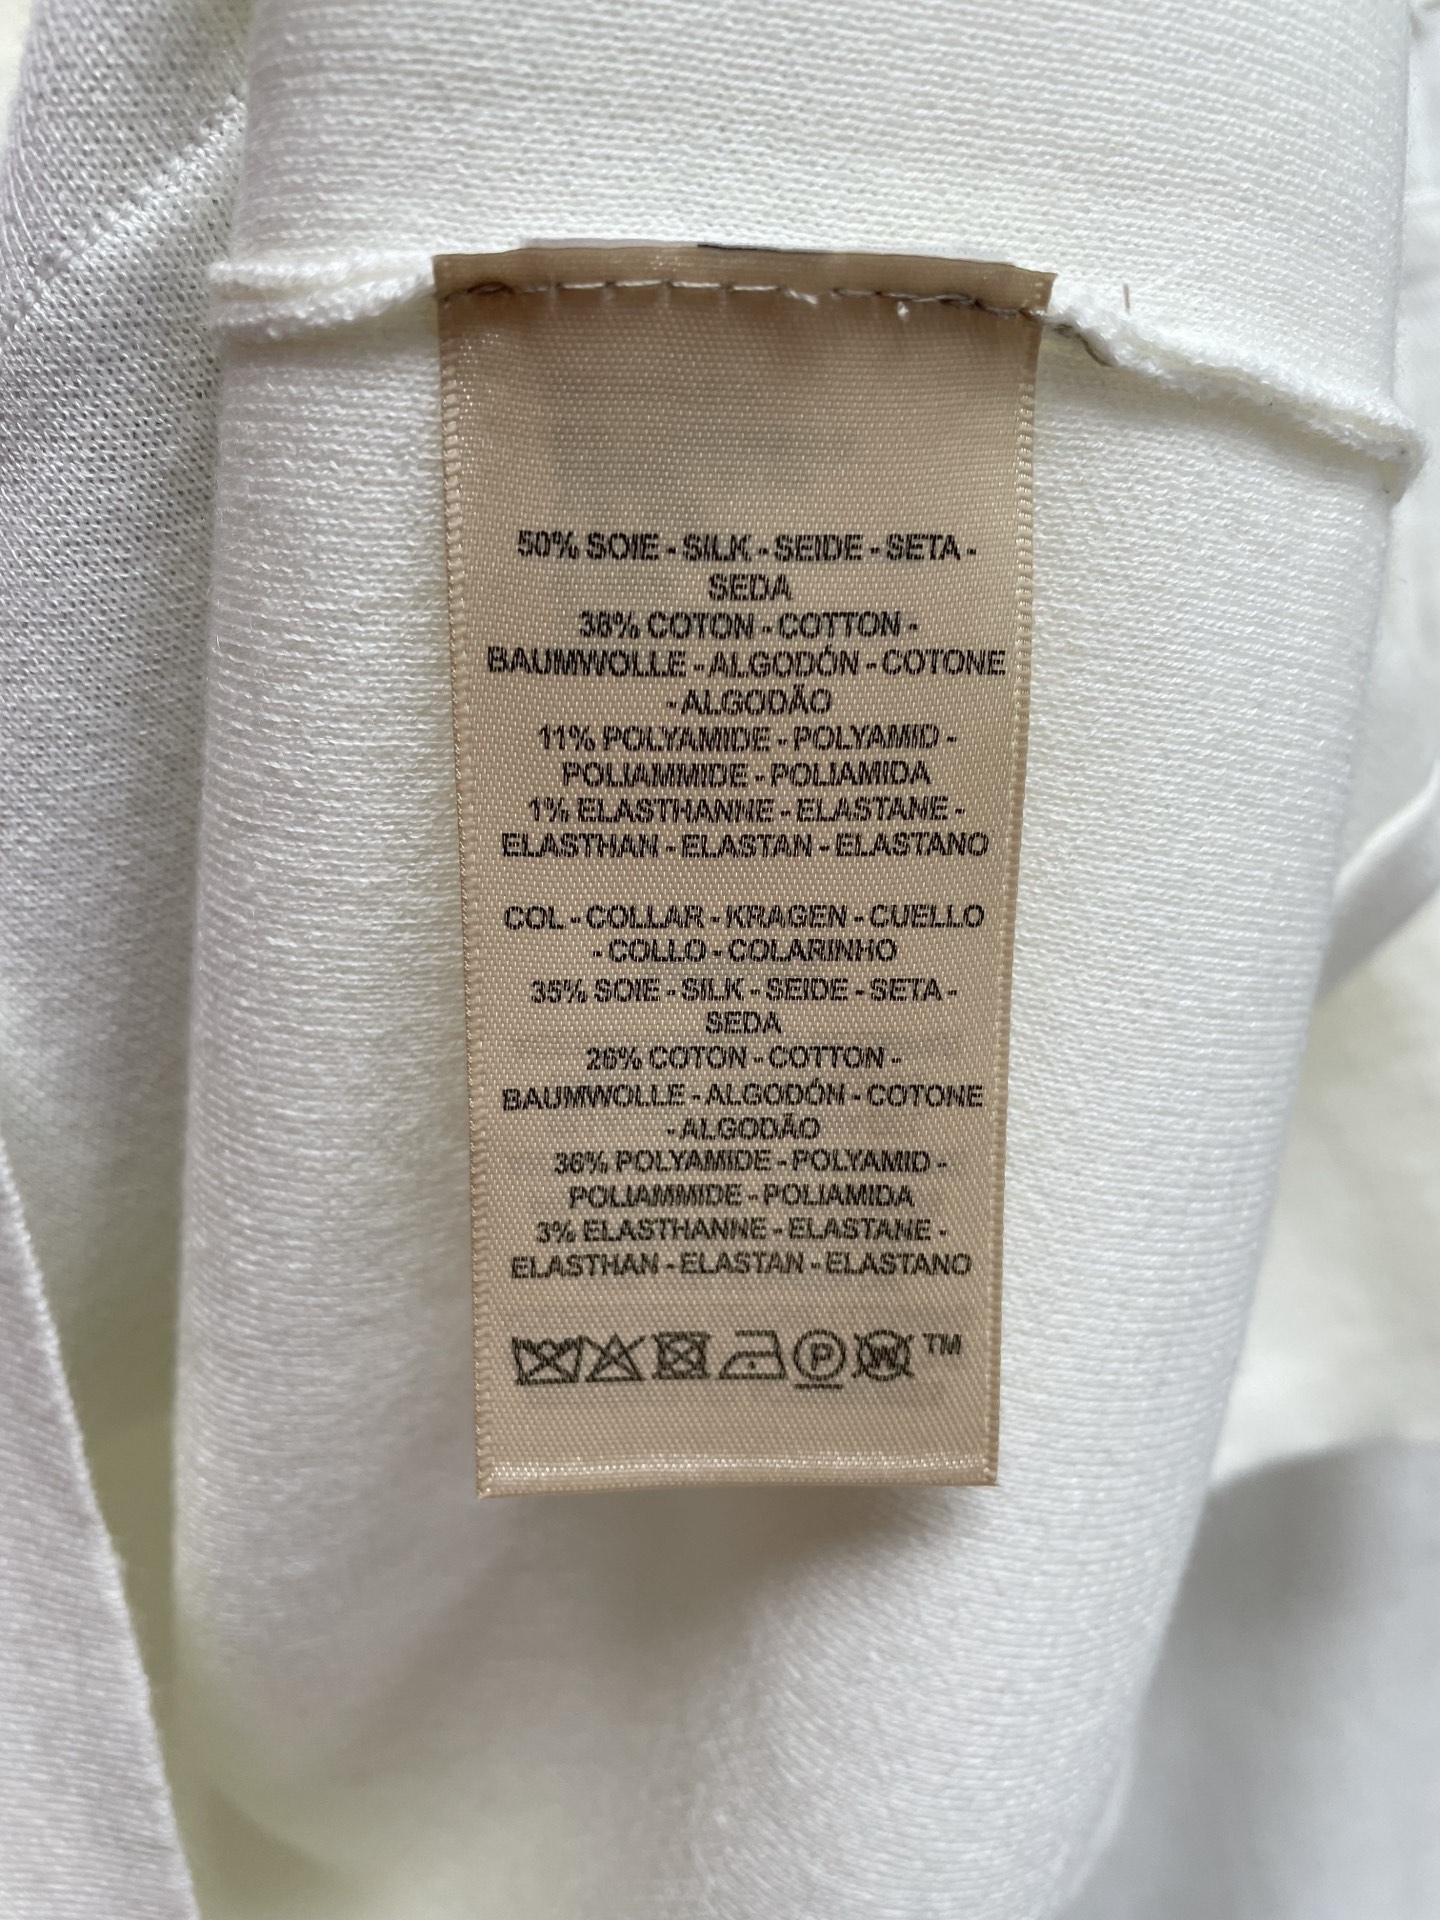 50% SOIE - SILK - SEIDE - SETA -
SEDA
38% COTON - COTTON -
BAUMWOLLE - ALGODÓN - COTONE
- ALGODÃO
11% POLYAMIDE - POLYAMID -
POLIAMMIDE - POLIAMIDA
1% ELASTHANNE - ELASTANE -
ELASTHAN - ELASTAN - ELASTANO
COL - COLLAR - KRAGEN - CUELLO
- COLLO - COLARINHO
35% SOIE - SILK - SEIDE - SETA -
SEDA
26% COTON - COTTON -
BAUMWOLLE - ALGODÓN - COTONE
- ALGODÃO
36% POLYAMIDE - POLYAMID -
POLIAMMIDE - POLIAMIDA
3% ELASTHANNE - ELASTANE -
ELASTHAN - ELASTAN - ELASTANO
P W ™